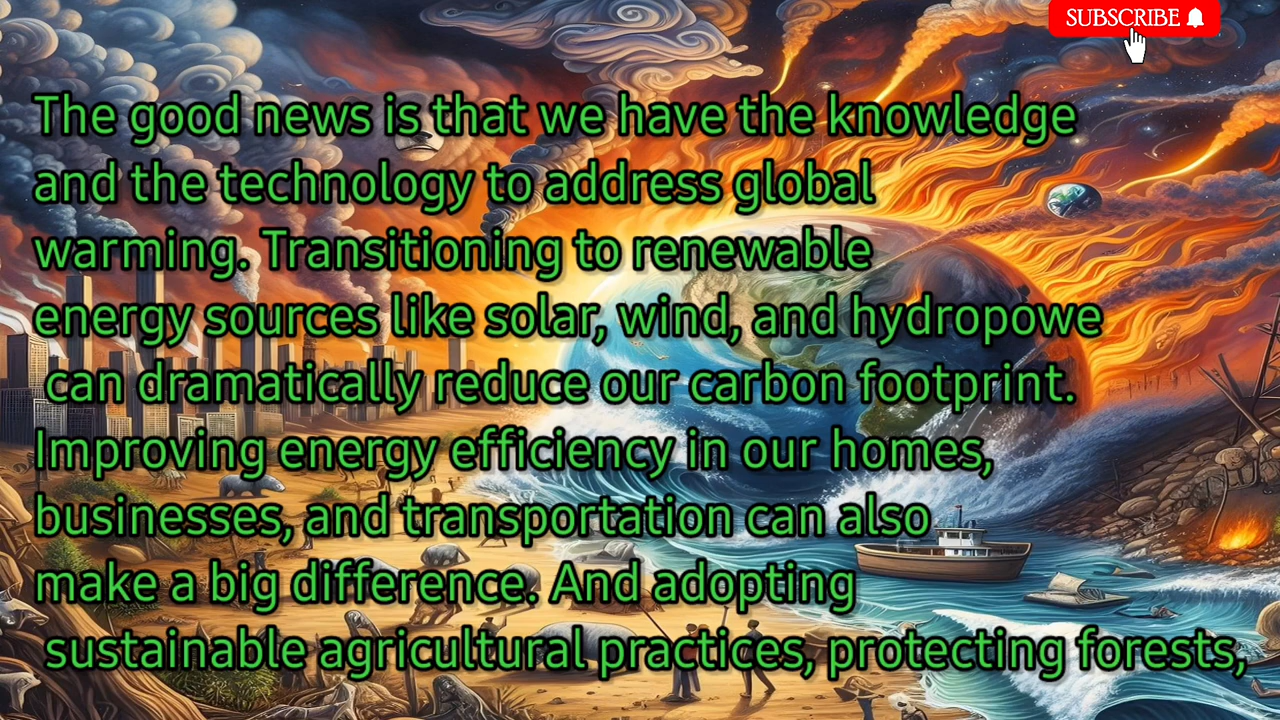 SUBSCRIBE
The good news is that we have the knowledge
and the technology to address global
warming. Transitioning to renewable
energy sources like solar, wind, and hydropowe
can dramatically reduce our carbon footprint.
Improving energy efficiency in our homes,
businesses, and transportation can also
make a big difference. And adopting
sustainable agricultural practices, protecting forests,